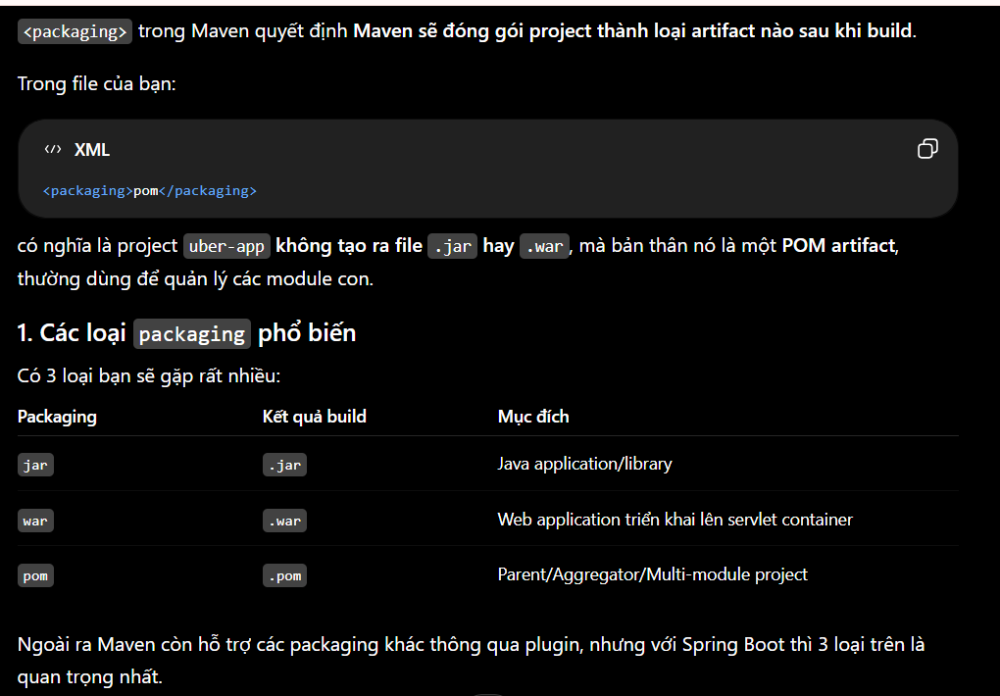 <packaging> trong Maven quyết định Maven sẽ đóng gói project thành loại artifact nào sau khi build.
Trong file của bạn:
</> XML
<packaging>pom</packaging>
có nghĩa là project uber-app không tạo ra file .jar hay .war, mà bản thân nó là một POM artifact,
thường dùng để quản lý các module con.
1. Các loại packaging phổ biến
Có 3 loại bạn sẽ gặp rất nhiều:
Packaging Kết quả build Mục đích
jar .jar Java application/library
war .war Web application triển khai lên servlet container
pom .pom Parent/Aggregator/Multi-module project
Ngoài ra Maven còn hỗ trợ các packaging khác thông qua plugin, nhưng với Spring Boot thì 3 loại trên là
quan trọng nhất.